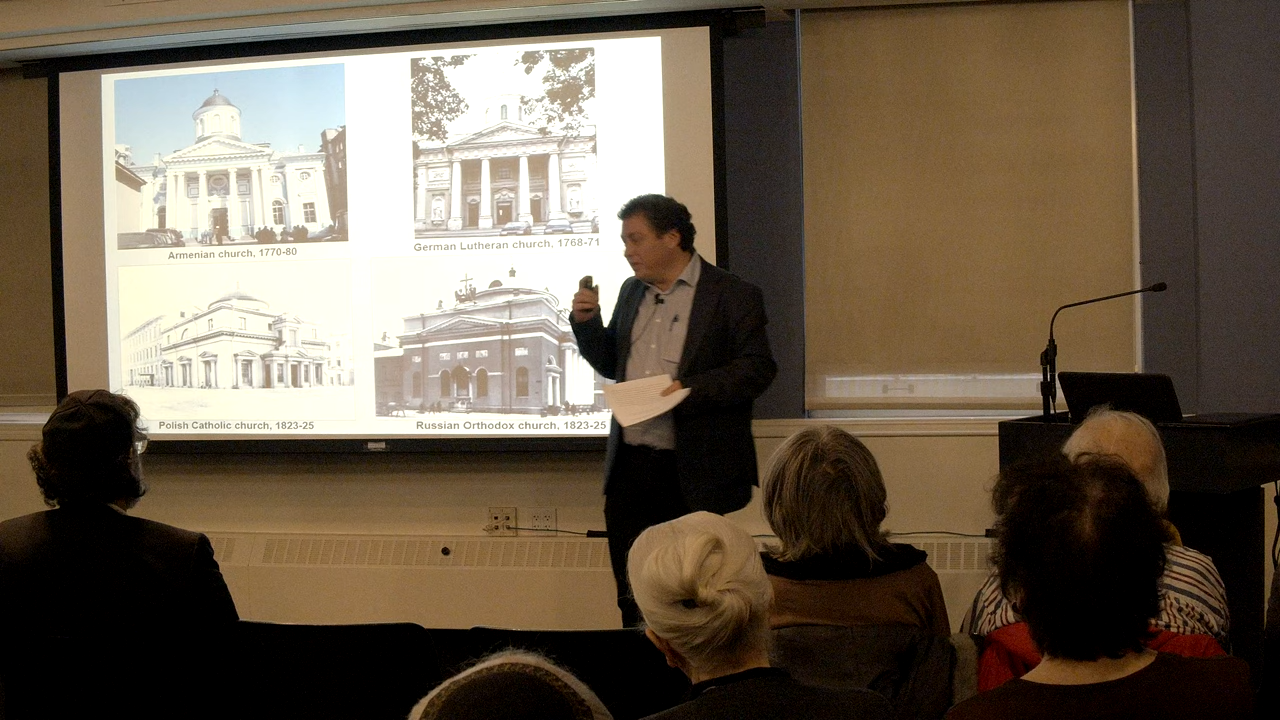 Armenian church, 1770-80
German Lutheran church, 1768-71
Polish Catholic church, 1823-25
Russian Orthodox church, 1823-25